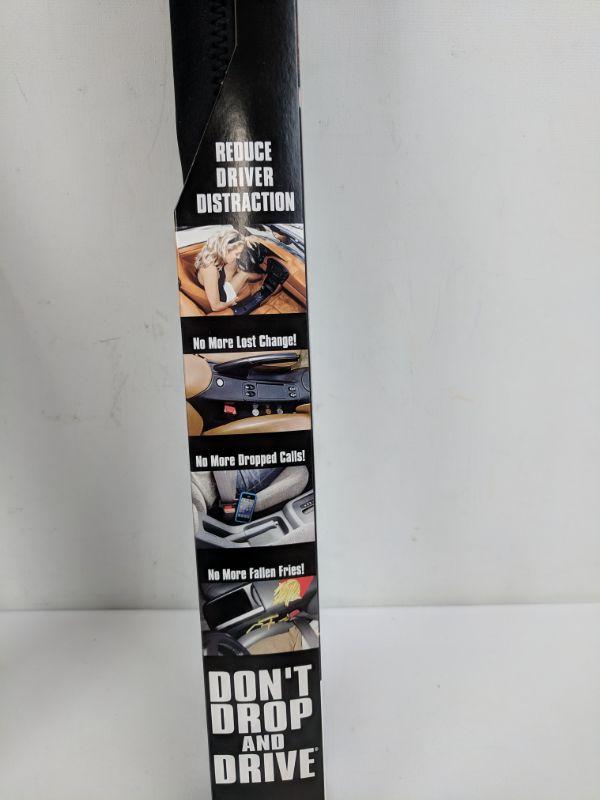 REDUCE
DRIVER
DISTRACTION
No More Lost Change!
No More Dropped Calls!
No More Fallen Fries!
DON'T
DROP
AND
DRIVE®